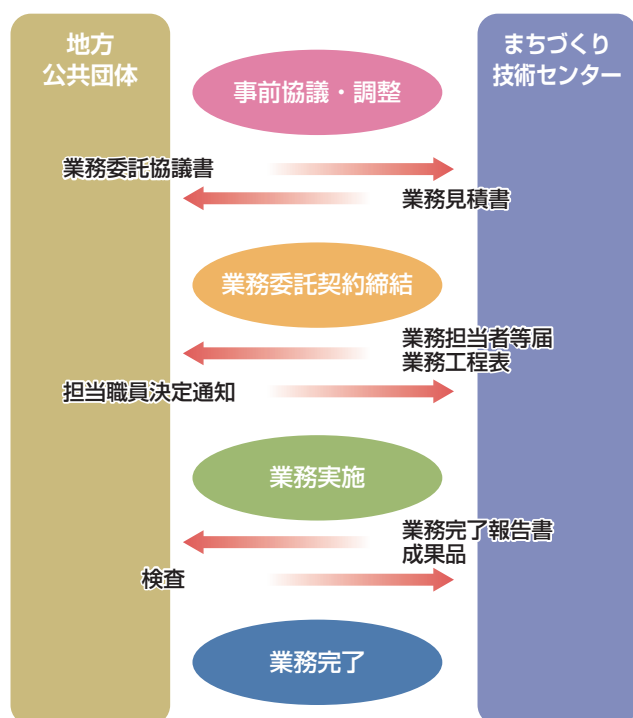 地方
公共団体
まちづくり
技術センター
事前協議・調整
業務委託協議書
業務見積書
業務委託契約締結
業務担当者等届
業務工程表
担当職員決定通知
業務実施
業務完了報告書
成果品
検査
業務完了